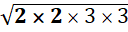 √2 × 2 × 3 × 3